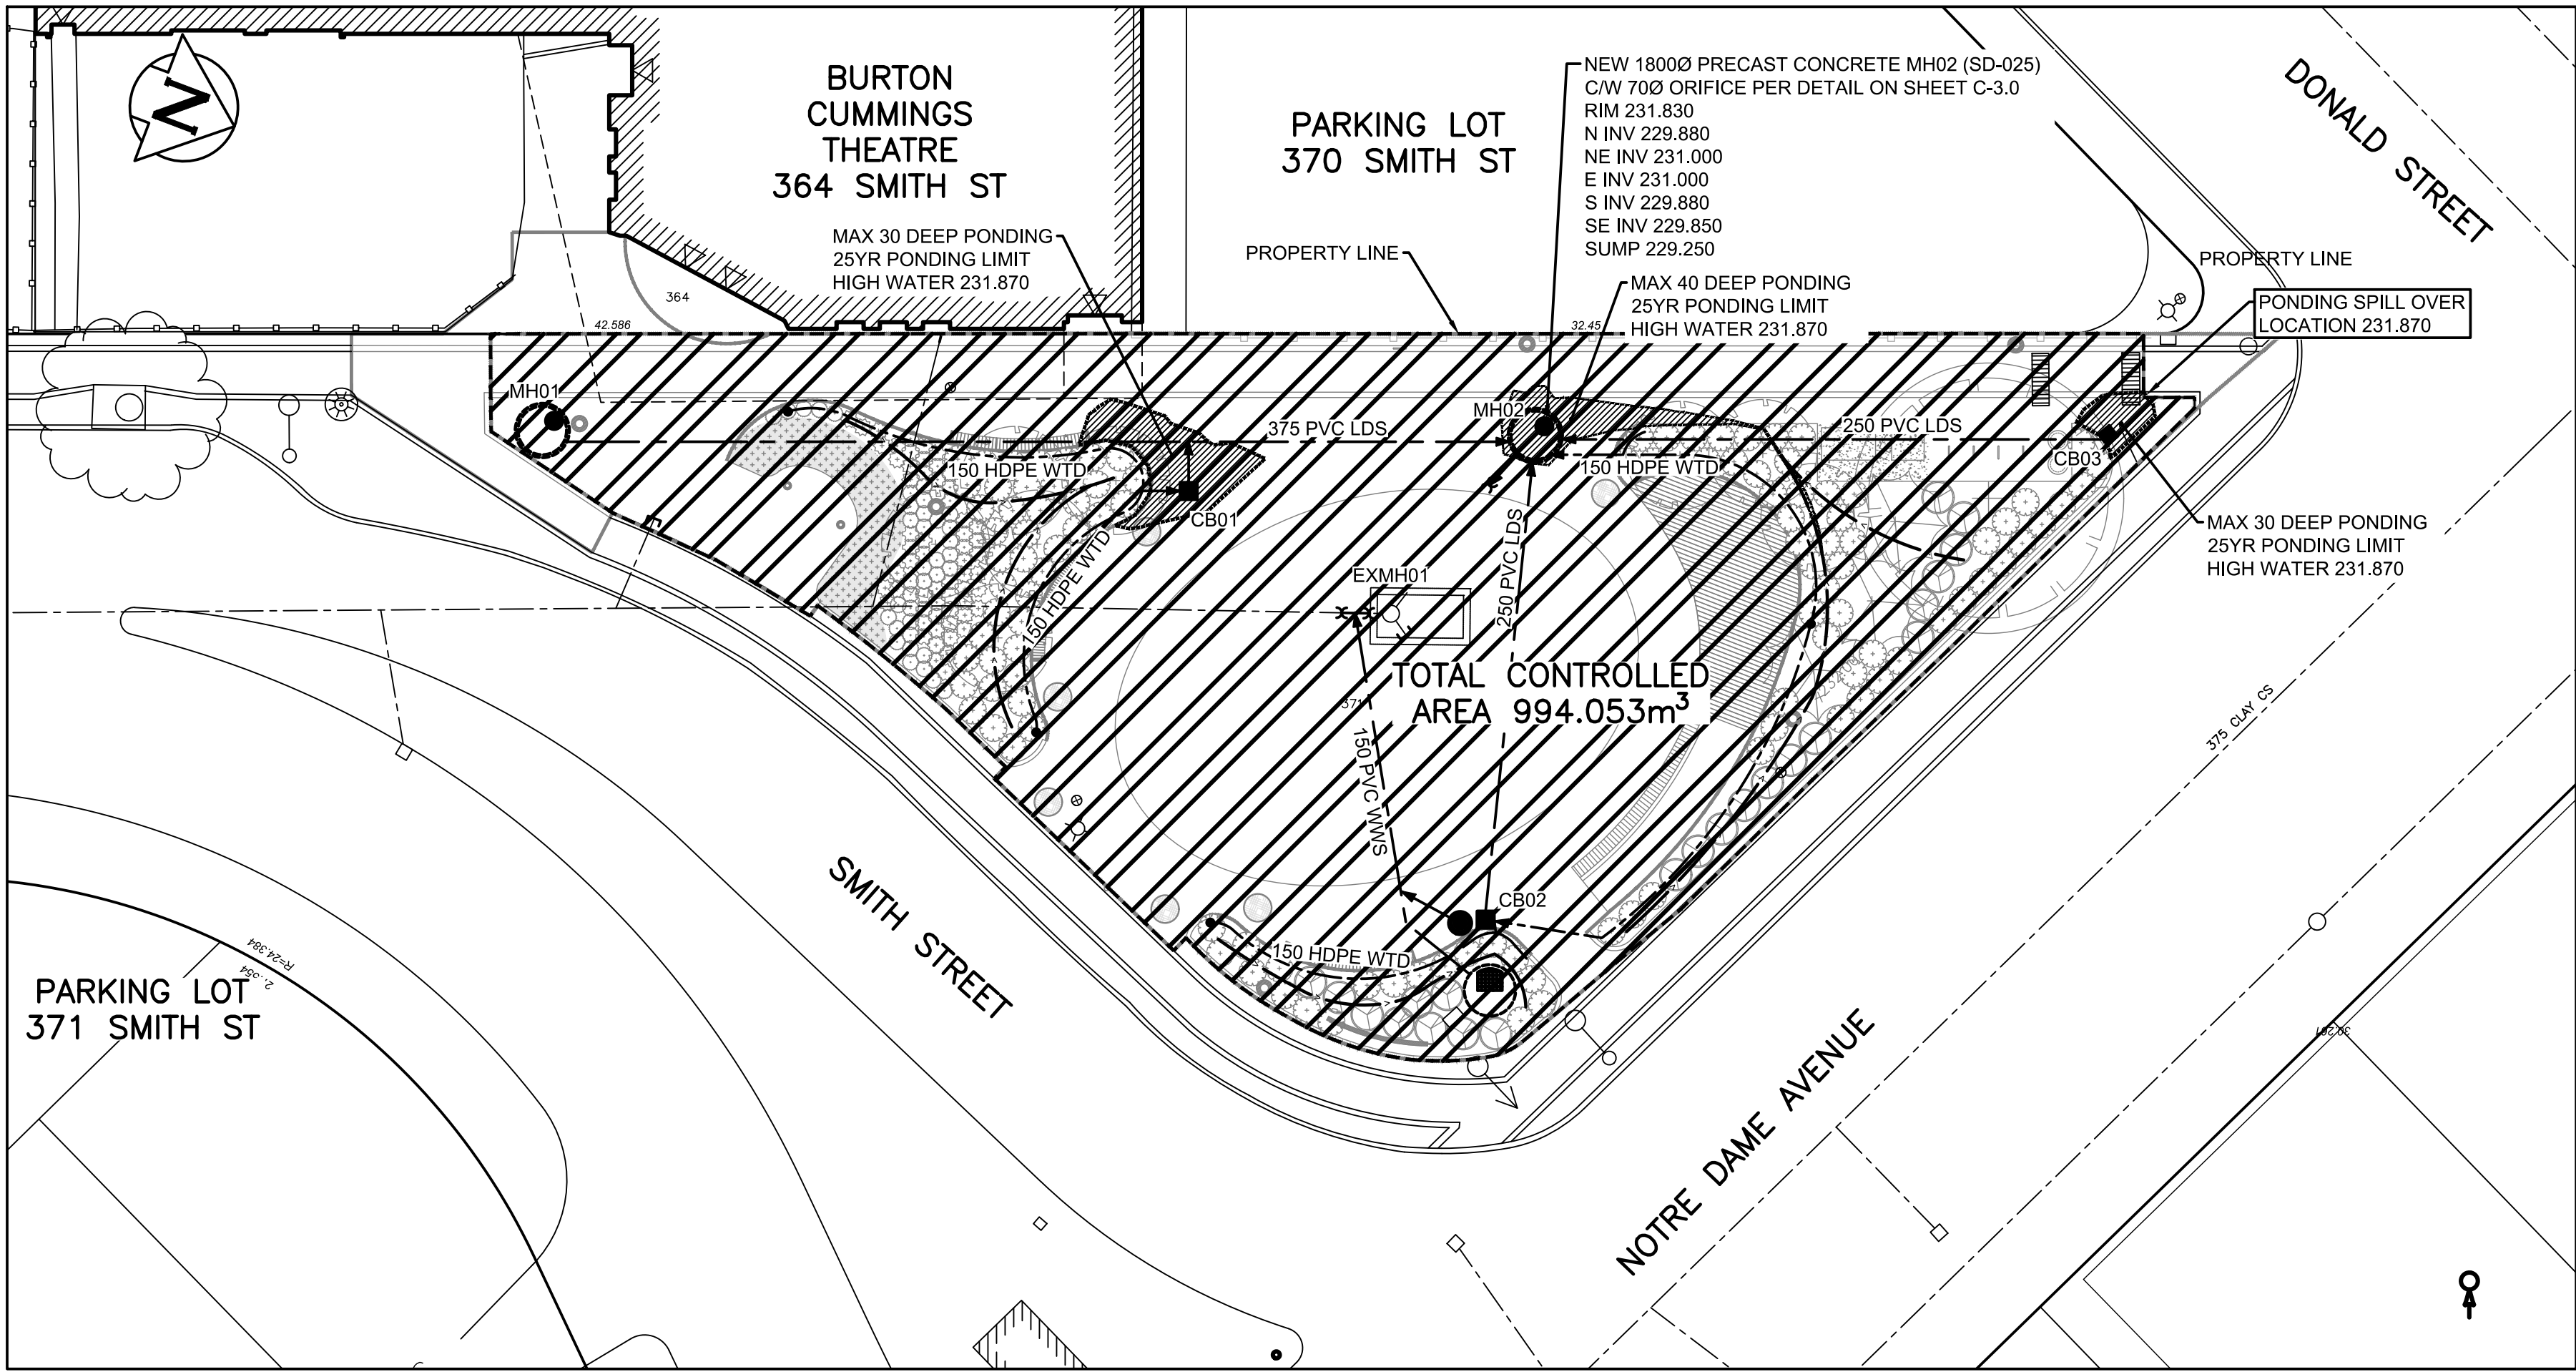 N
BURTON
CUMMINGS
THEATRE
364 SMITH ST
MAX 30 DEEP PONDING
25YR PONDING LIMIT
HIGH WATER 231.870
364
42.586
PARKING LOT
370 SMITH ST
PROPERTY LINE
NEW 1800Ø PRECAST CONCRETE MH02 (SD-025)
C/W 70Ø ORIFICE PER DETAIL ON SHEET C-3.0
RIM 231.830
N INV 229.880
NE INV 231.000
E INV 231.000
S INV 229.880
SE INV 229.850
SUMP 229.250
MAX 40 DEEP PONDING
25YR PONDING LIMIT
HIGH WATER 231.870
32.45
DONALD STREET
PROPERTY LINE
PONDING SPILL OVER
LOCATION 231.870
MH01
MH02
375 PVC LDS
250 PVC LDS
150 HDPE WTD
150 HDPE WTD
CB03
CB01
MAX 30 DEEP PONDING
25YR PONDING LIMIT
HIGH WATER 231.870
150 HDPE WTD
EXMH01
250 PVC LDS
TOTAL CONTROLLED
AREA 994.053m³
371
150 PVC WWS
375 CLAY CS
CB02
150 HDPE WTD
SMITH STREET
R=24.384
PARKING LOT
371 SMITH ST
NOTRE DAME AVENUE